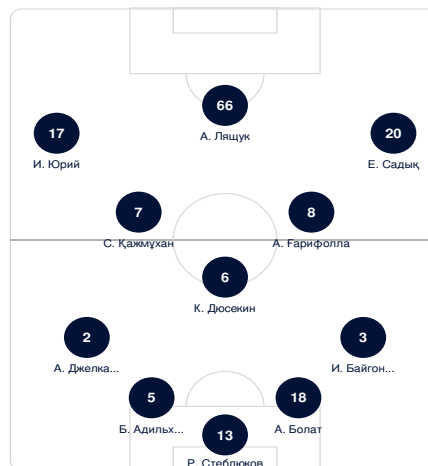 66
А. Лящук
17
И. Юрий
20
Е. Садық
7
С. Қажмұхан
8
А. Ғарифолла
6
К. Дюсекин
2
А. Джелка...
3
И. Байгон...
5
Б. Адильх...
18
А. Болат
13
Р. Стеблюков